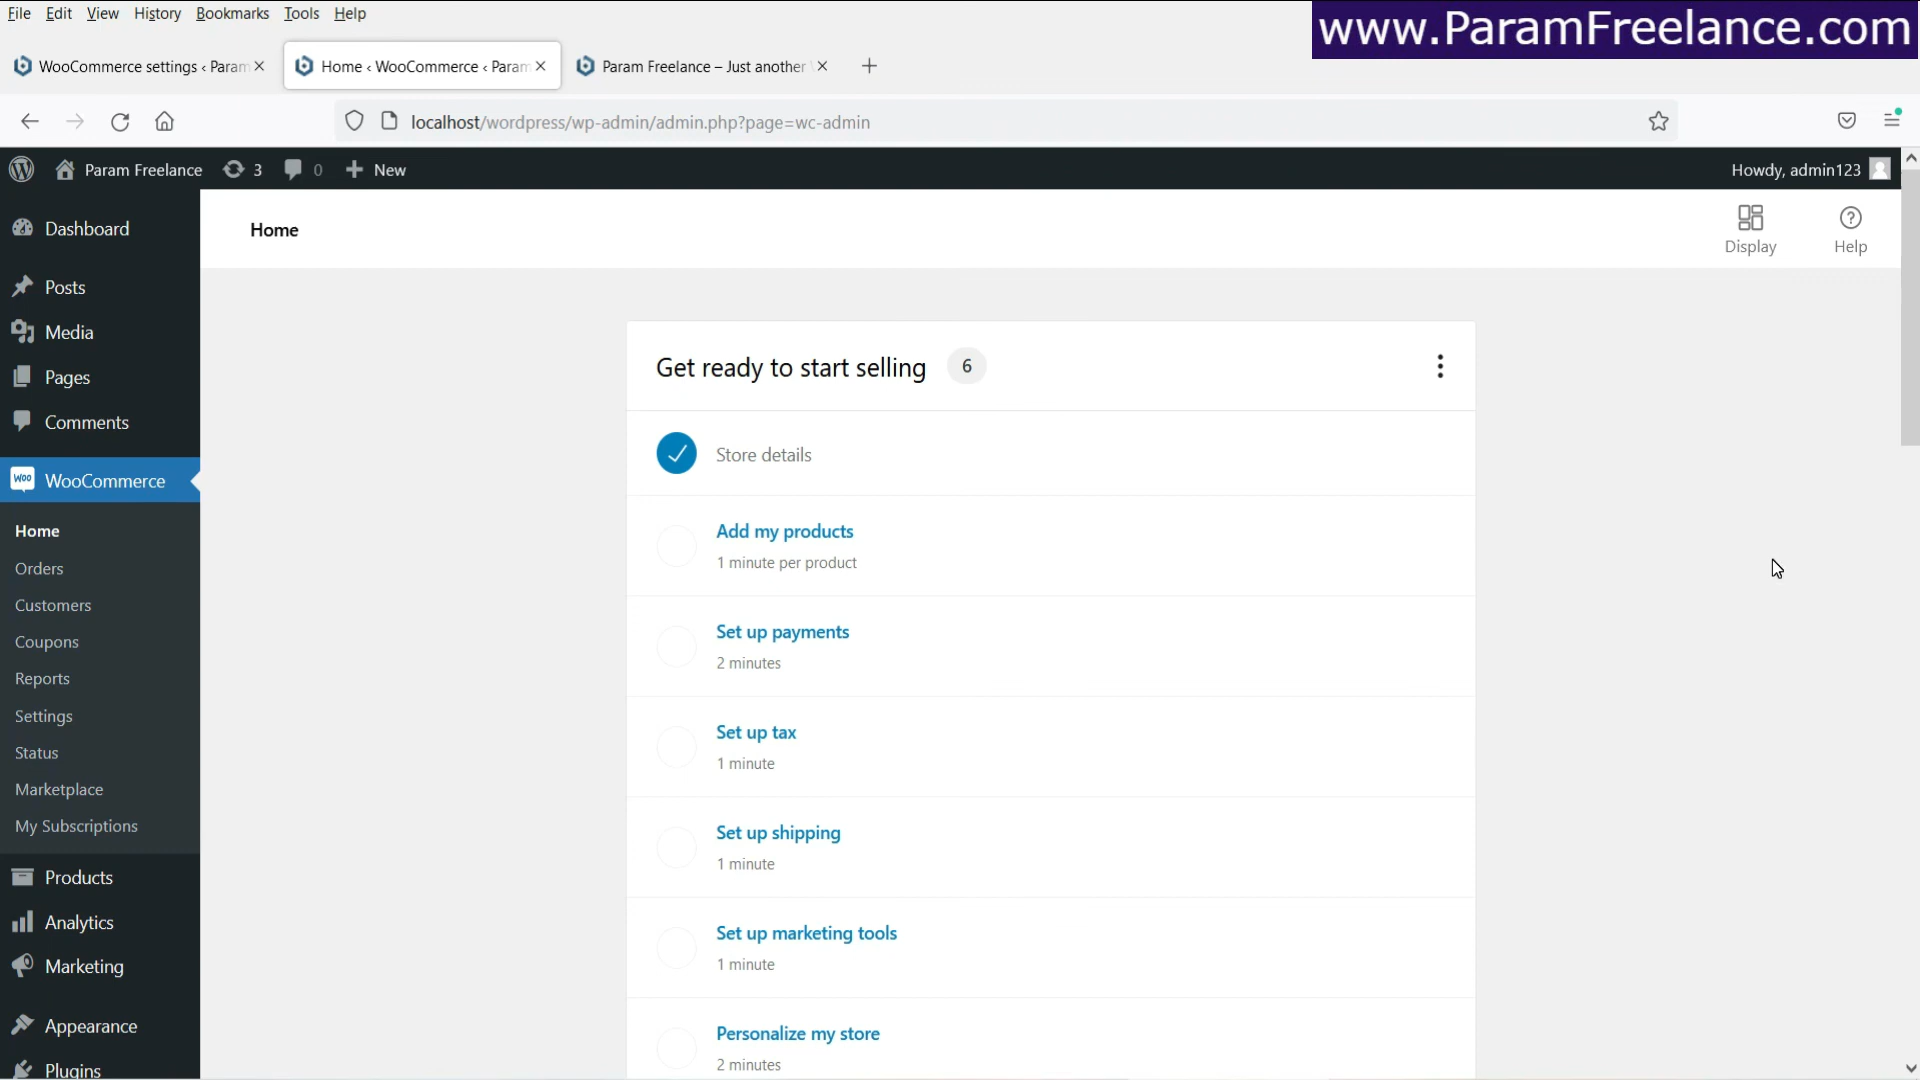 File Edit View History Bookmarks Tools Help
www.ParamFreelance.com
WooCommerce settings ‹ Param
Home ‹ WooCommerce ‹ Param
Param Freelance – Just another
localhost/wordpress/wp-admin/admin.php?page=wc-admin
Param Freelance 3 0 New
Howdy, admin123
Dashboard
Posts
Media
Pages
Comments
Woo WooCommerce
Home
Orders
Customers
Coupons
Reports
Settings
Status
Marketplace
My Subscriptions
Products
Analytics
Marketing
Appearance
Plugins
Home
Display
Help
Get ready to start selling 6
Store details
Add my products
1 minute per product
Set up payments
2 minutes
Set up tax
1 minute
Set up shipping
1 minute
Set up marketing tools
1 minute
Personalize my store
2 minutes